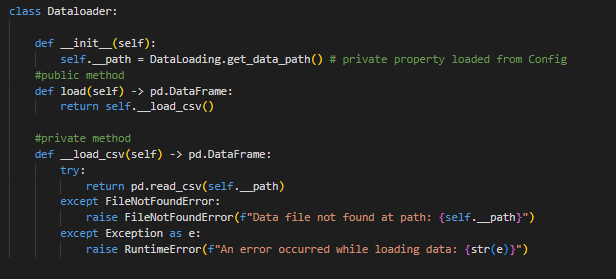 class Dataloader:
    def __init__(self):
        self.__path = DataLoading.get_data_path() # private property loaded from Config
    #public method
    def load(self) -> pd.DataFrame:
        return self.__load_csv()
    #private method
    def __load_csv(self) -> pd.DataFrame:
        try:
            return pd.read_csv(self.__path)
        except FileNotFoundError:
            raise FileNotFoundError(f"Data file not found at path: {self.__path}")
        except Exception as e:
            raise RuntimeError(f"An error occurred while loading data: {str(e)}")